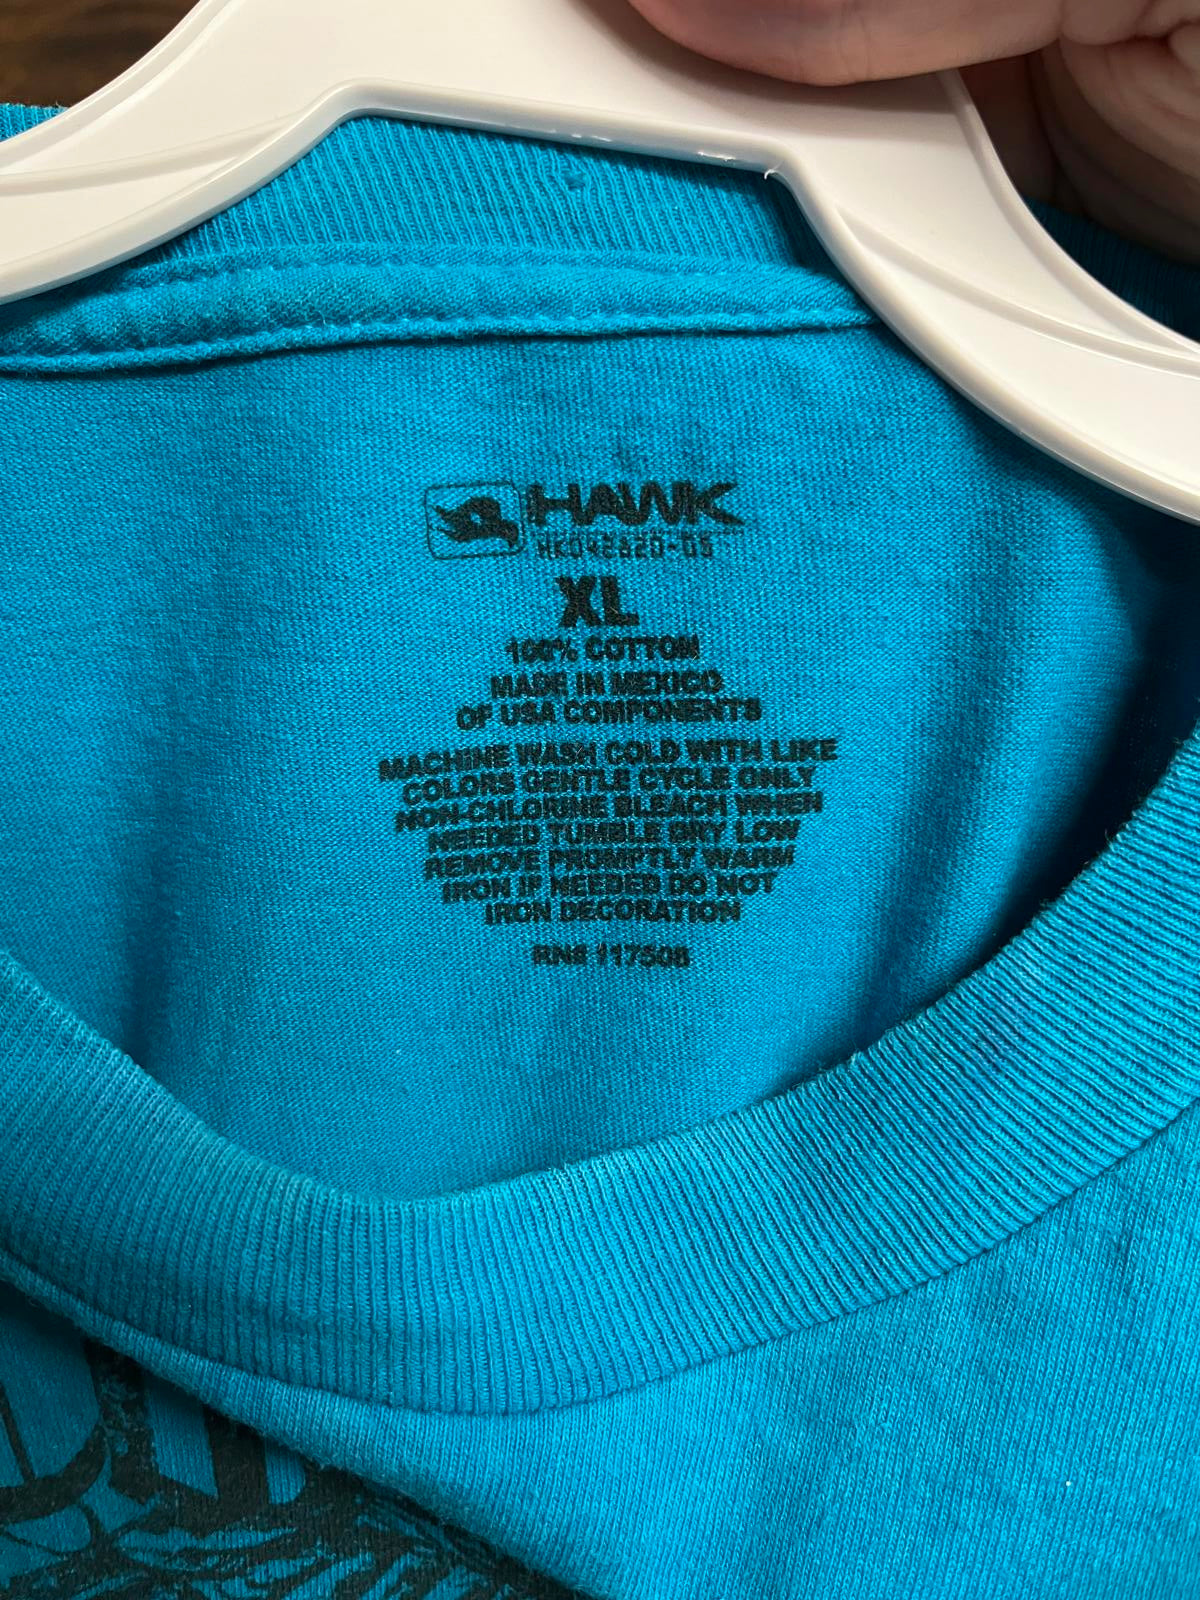 HAWK
HK042620-05
XL
100% COTTON
MADE IN MEXICO
OF USA COMPONENTS
MACHINE WASH COLD WITH LIKE
COLORS GENTLE CYCLE ONLY
NON-CHLORINE BLEACH WHEN
NEEDED TUMBLE DRY LOW
REMOVE PROMPTLY WARM
IRON IF NEEDED DO NOT
IRON DECORATION
RN# 117508